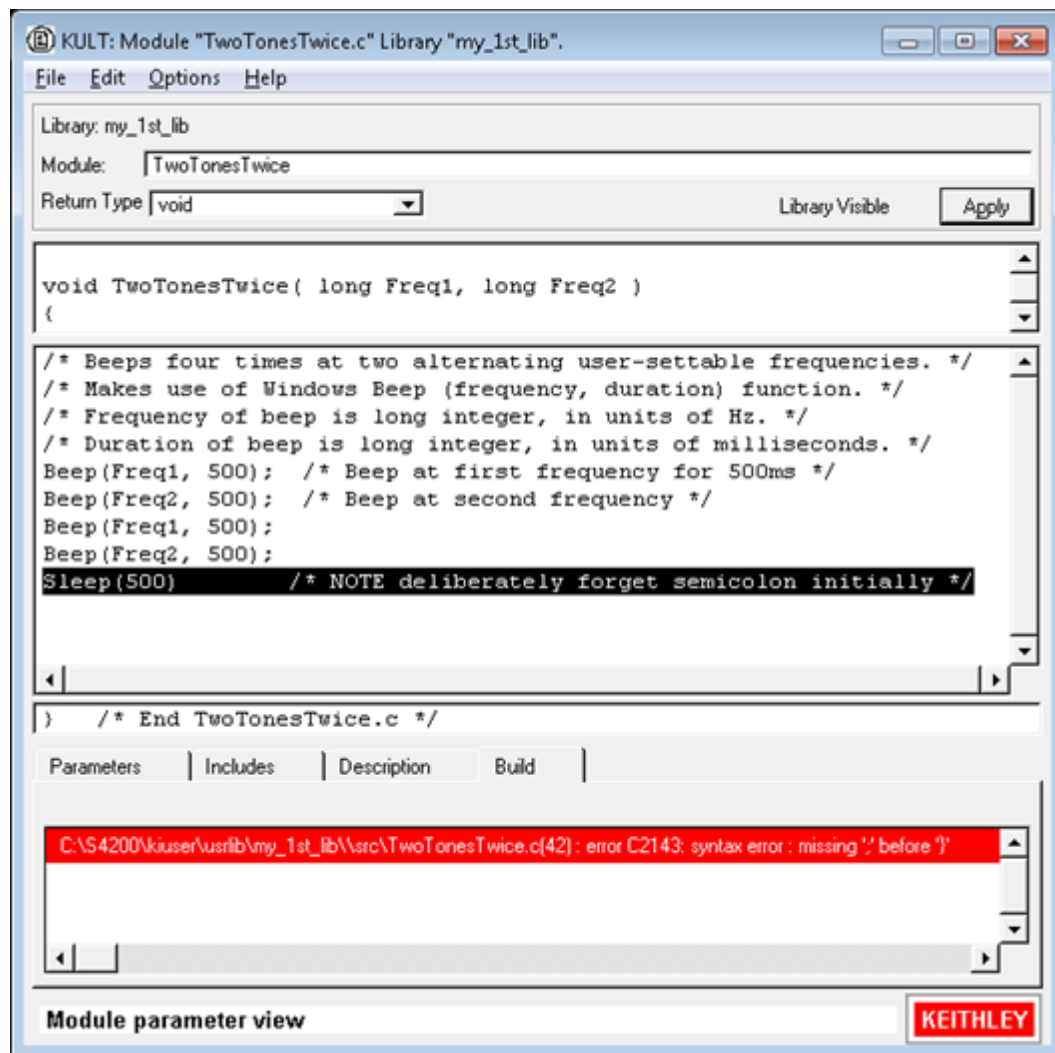 KULT: Module "TwoTonesTwice.c" Library "my_1st_lib".
File Edit Options Help
Library: my_1st_lib
Module: TwoTonesTwice
Return Type void Library Visible Apply
void TwoTonesTwice( long Freq1, long Freq2 )
{
/* Beeps four times at two alternating user-settable frequencies. */
/* Makes use of Windows Beep (frequency, duration) function. */
/* Frequency of beep is long integer, in units of Hz. */
/* Duration of beep is long integer, in units of milliseconds. */
Beep(Freq1, 500);  /* Beep at first frequency for 500ms */
Beep(Freq2, 500);  /* Beep at second frequency */
Beep(Freq1, 500);
Beep(Freq2, 500);
Sleep(500)        /* NOTE deliberately forget semicolon initially */
}   /* End TwoTonesTwice.c */
Parameters Includes Description Build
C:\S4200\kiuser\usrlib\my_1st_lib\\src\TwoTonesTwice.c(42) : error C2143: syntax error : missing ';' before '}'
Module parameter view KEITHLEY